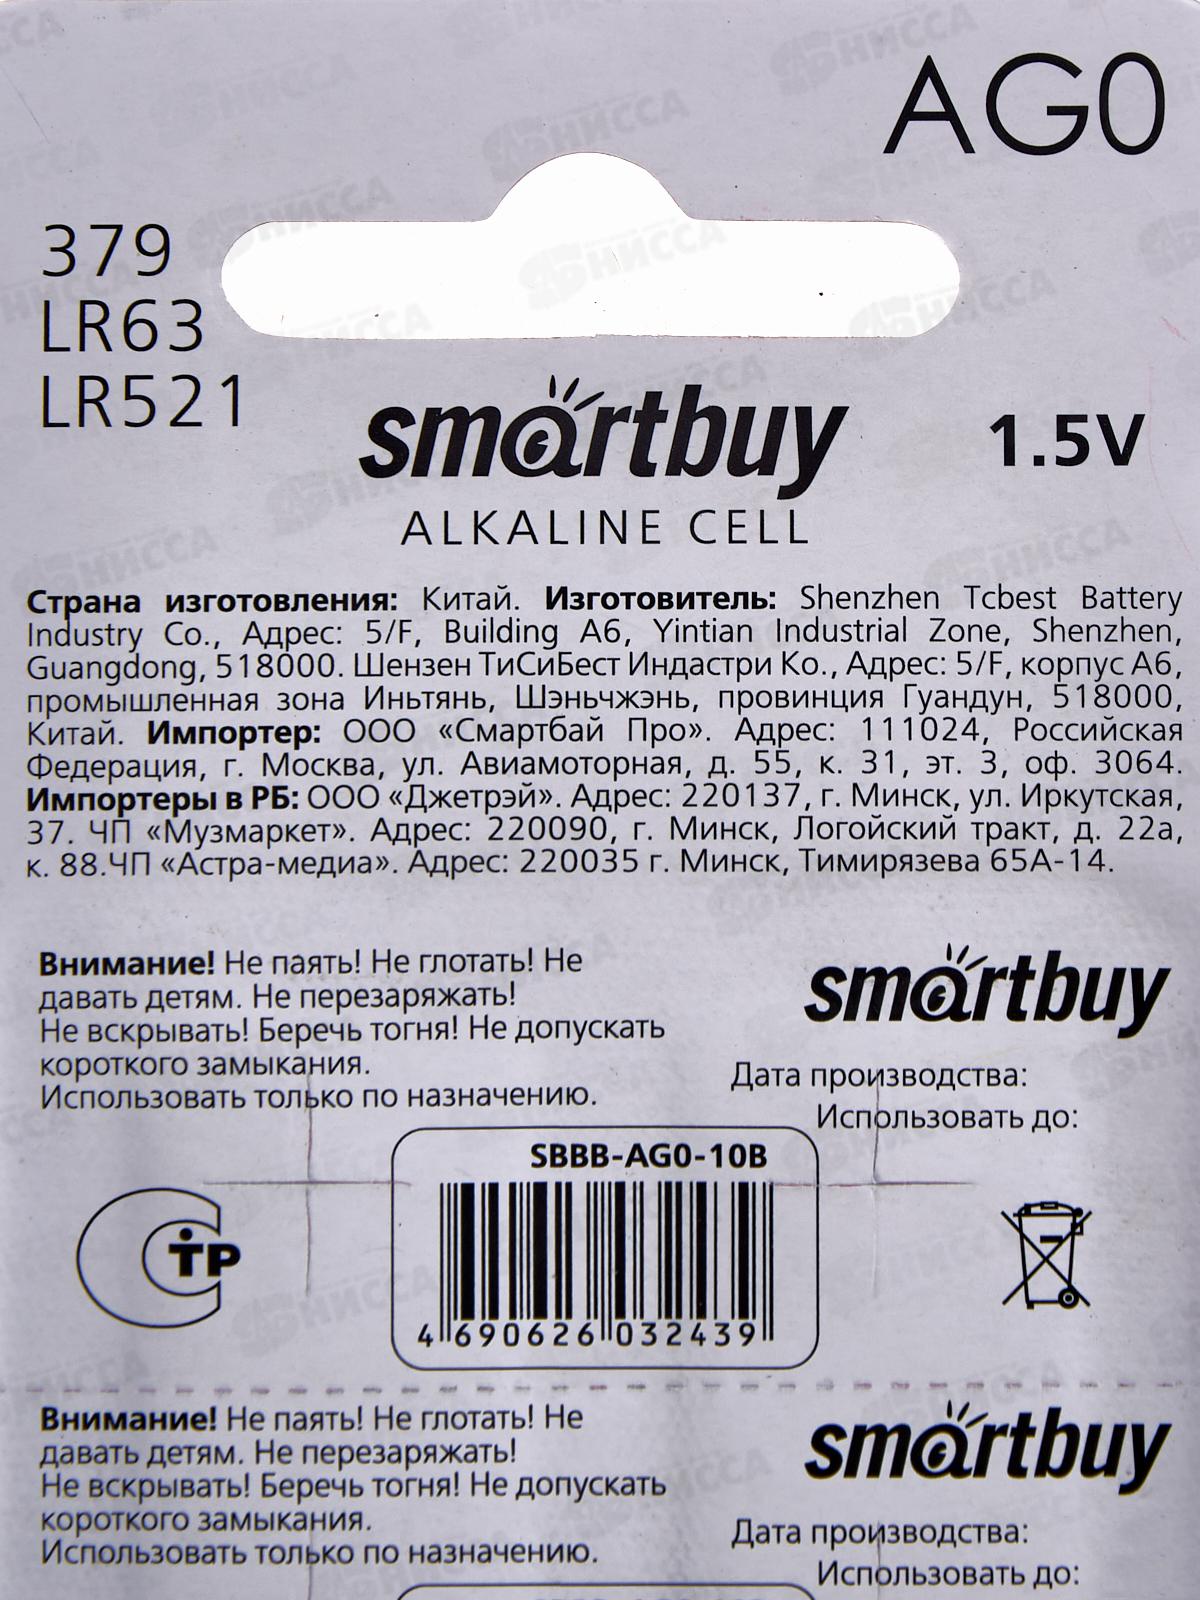 AG0
379
LR63
LR521
smartbuy
1.5V
ALKALINE CELL
Страна изготовления: Китай. Изготовитель: Shenzhen Tcbest Battery
Industry Co., Адрес: 5/F, Building A6, Yintian Industrial Zone, Shenzhen,
Guangdong, 518000. Шензен ТиСиБест Индастри Ко., Адрес: 5/F, корпус А6,
промышленная зона Иньтянь, Шэньчжэнь, провинция Гуандун, 518000,
Китай. Импортер: ООО «Смартбай Про». Адрес: 111024, Российская
Федерация, г. Москва, ул. Авиамоторная, д. 55, к. 31, эт. 3, оф. 3064.
Импортеры в РБ: ООО «Джетрэй». Адрес: 220137, г. Минск, ул. Иркутская,
37. ЧП «Музмаркет». Адрес: 220090, г. Минск, Логойский тракт, д. 22а,
к. 88.ЧП «Астра-медиа». Адрес: 220035 г. Минск, Тимирязева 65А-14.
Внимание! Не паять! Не глотать! Не
давать детям. Не перезаряжать!
Не вскрывать! Беречь тогня! Не допускать
короткого замыкания.
Использовать только по назначению.
smartbuy
Дата производства:
Использовать до:
SBBB-AG0-10B
4 690626 032439
СТР
Внимание! Не паять! Не глотать! Не
давать детям. Не перезаряжать!
Не вскрывать! Беречь тогня! Не допускать
короткого замыкания.
Использовать только по назначению.
smartbuy
Дата производства:
Использовать до: